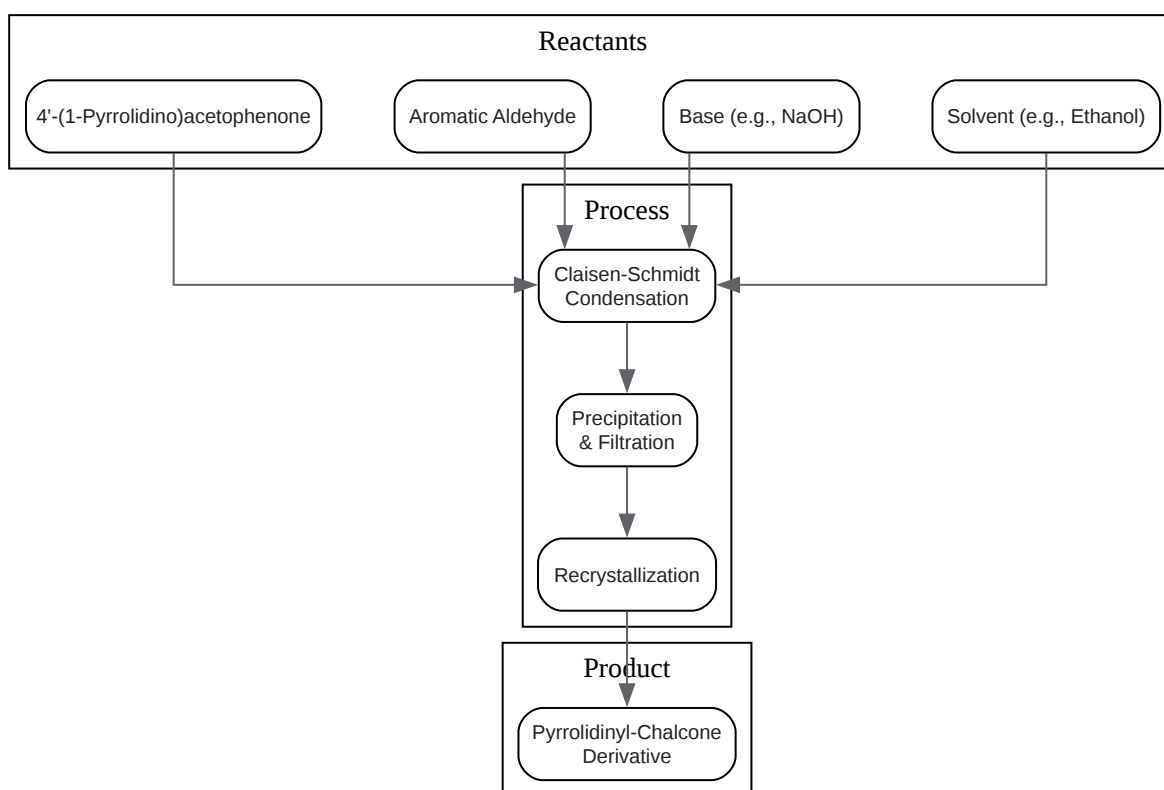 Reactants
4'-(1-Pyrrolidino)acetophenone
Aromatic Aldehyde
Base (e.g., NaOH)
Solvent (e.g., Ethanol)
Process
Claisen-Schmidt
Condensation
Precipitation
& Filtration
Recrystallization
Product
Pyrrolidinyl-Chalcone
Derivative